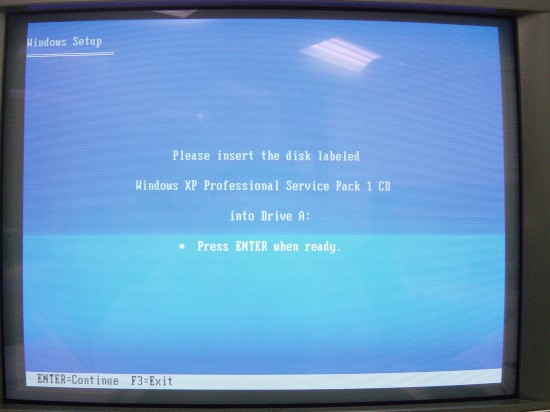 Windows Setup
Please insert the disk labeled
Windows XP Professional Service Pack 1 CD
into Drive A:
* Press ENTER when ready.
ENTER=Continue F3=Exit